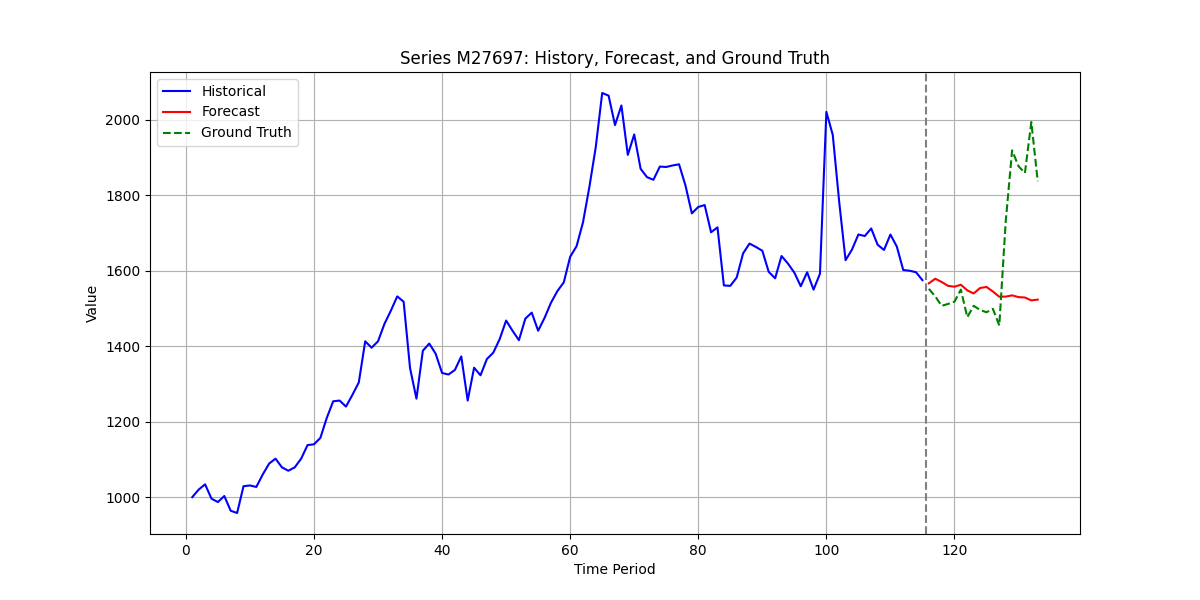 Series M27697: History, Forecast, and Ground Truth
Historical
Forecast
Ground Truth
2000
1800
1600
1400
1200
1000
Value
0 20 40 60 80 100 120
Time Period